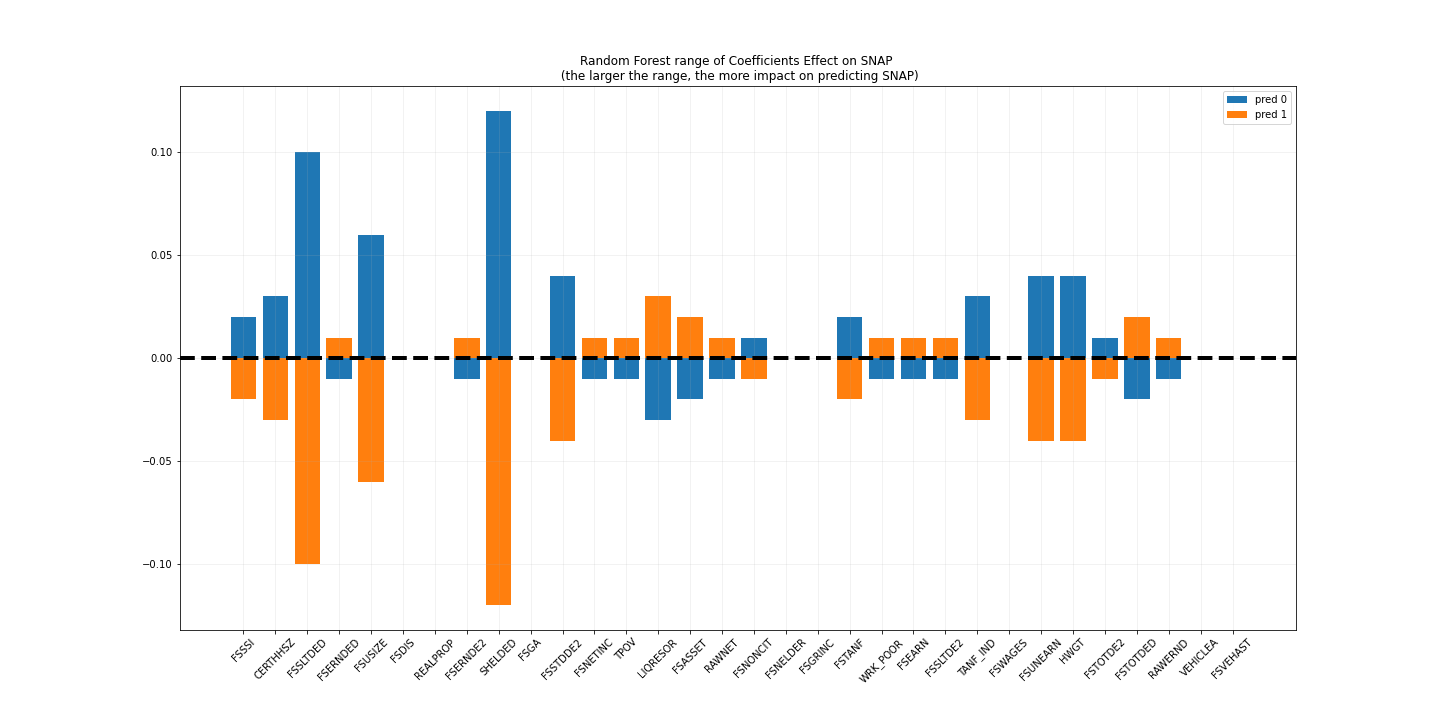 Random Forest range of Coefficients Effect on SNAP
(the larger the range, the more impact on predicting SNAP)
pred 0
pred 1
0.10
0.05
0.00
−0.05
−0.10
FSSSI
CERTHHSZ
FSSLTDED
FSERNDED
FSUSIZE
FSDIS
REALPROP
FSERNDE2
SHELDED
FSGA
FSSTDDE2
FSNETINC
TPOV
LIQRESOR
FSASSET
RAWNET
FSNONCIT
FSNELDER
FSGRINC
FSTANF
WRK_POOR
FSEARN
FSSLTDE2
TANF_IND
FSWAGES
FSUNEARN
HWGT
FSTOTDE2
FSTOTDED
RAWERND
VEHICLEA
FSVEHAST